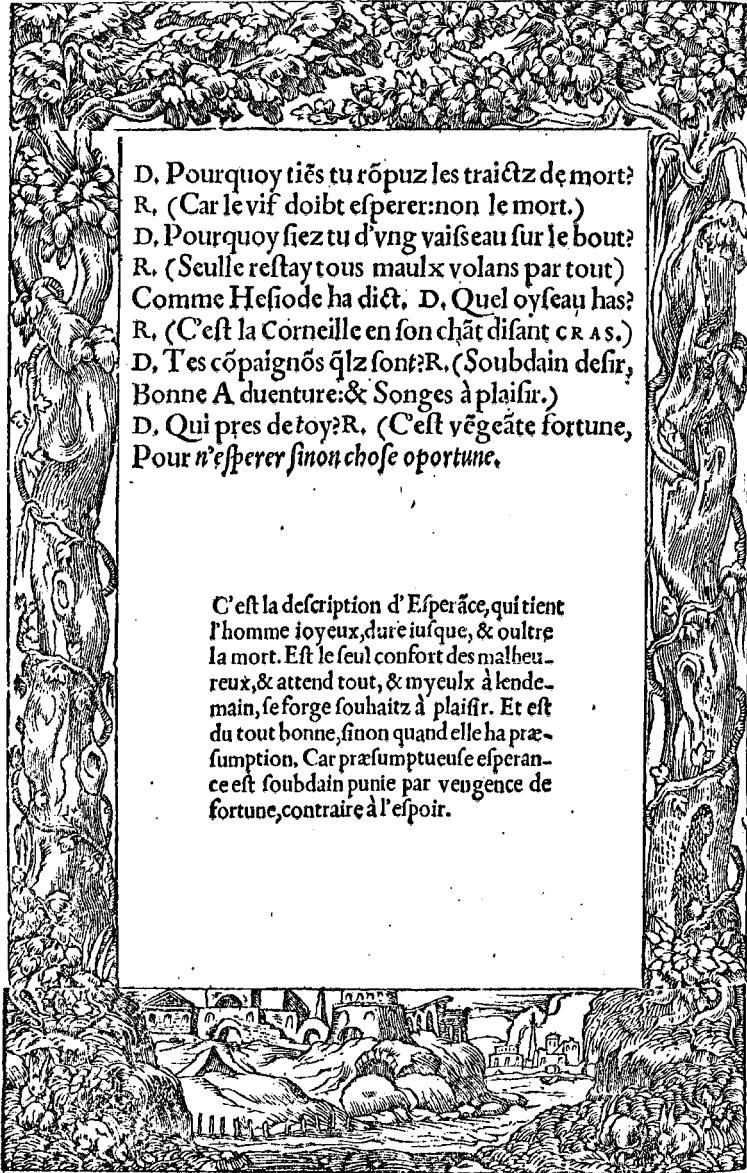 D. Pourquoy tiẽs tu rõpuz les traictz de mort?
R. (Car le vif doibt eſperer:non le mort.)
D. Pourquoy ſiez tu d'vng vaiſseau ſur le bout?
R. (Seulle reſtay tous maulx volans par tout)
Comme Heſiode ha dict. D. Quel oyſeau has?
R. (C'eſt la Corneille en ſon chãt diſant CRAS.)
D. Tes cõpaignõs q̃lz ſont?R. (Soubdain deſir,
Bonne A duenture:& Songes à plaiſir.)
D. Qui pres de toy?R. (C'eſt vẽgeãte fortune,
Pour n'eſperer ſinon choſe oportune.
C'eſt la deſcription d'Eſperãce, qui tient
l'homme ioyeux,dure iuſque, & oultre
la mort. Eſt le ſeul confort des malheu-
reux,& attend tout, & myeulx à lende-
main, ſe forge ſouhaitz à plaiſir. Et eſt
du tout bonne,ſinon quand elle ha præ-
ſumption. Car præſumptueuſe eſperan-
ce eſt ſoubdain punie par vengence de
fortune,contraire à l'eſpoir.